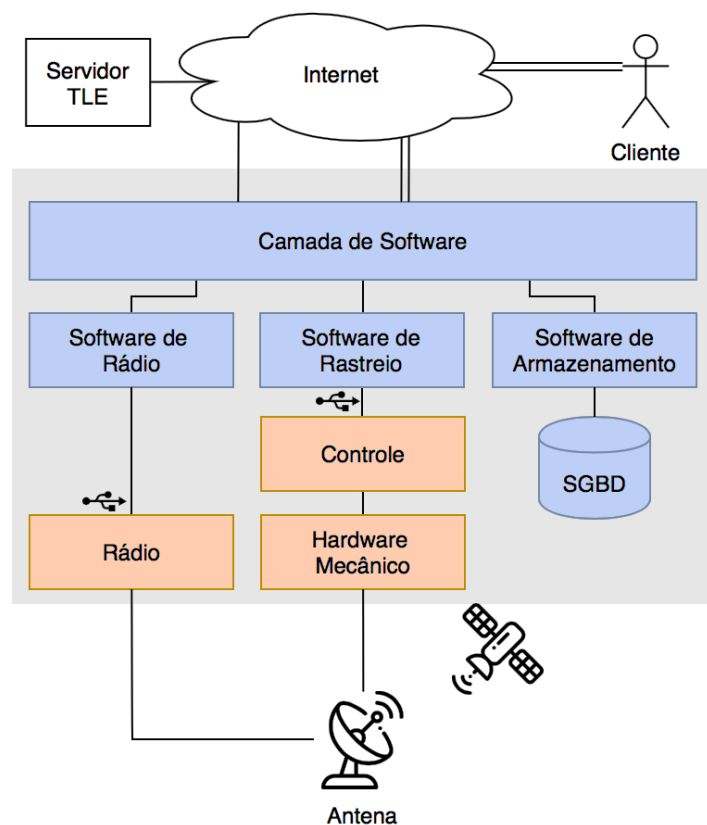 Servidor
TLE
Internet
Cliente
Camada de Software
Software de
Rádio
Software de
Rastreio
Software de
Armazenamento
Controle
SGBD
Rádio
Hardware
Mecânico
Antena